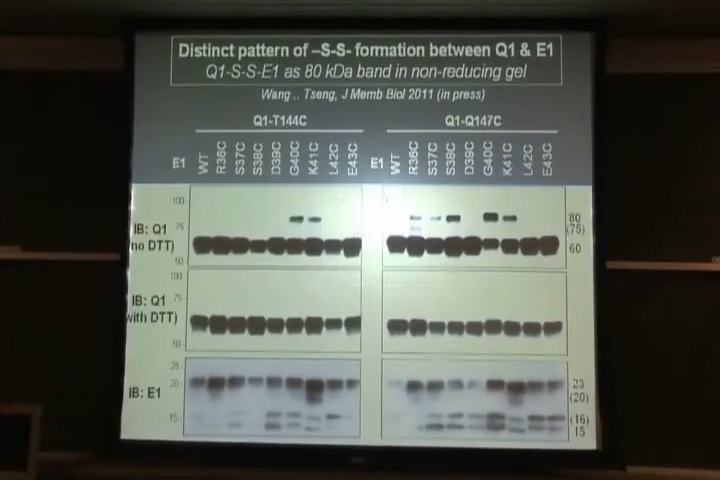 Distinct pattern of –S-S- formation between Q1 & E1
Q1-S-S-E1 as 80 kDa band in non-reducing gel
Wang .. Tseng, J Memb Biol 2011 (in press)
Q1-T144C
Q1-Q147C
E1 WT R36C S37C S38C D39C G40C K41C L42C E43C
E1 WT R36C S37C S38C D39C G40C K41C L42C E43C
100
75
50
IB: Q1
no DTT)
80
(75)
60
100
75
50
IB: Q1
with DTT)
25
20
15
IB: E1
23
(20)
(16)
15